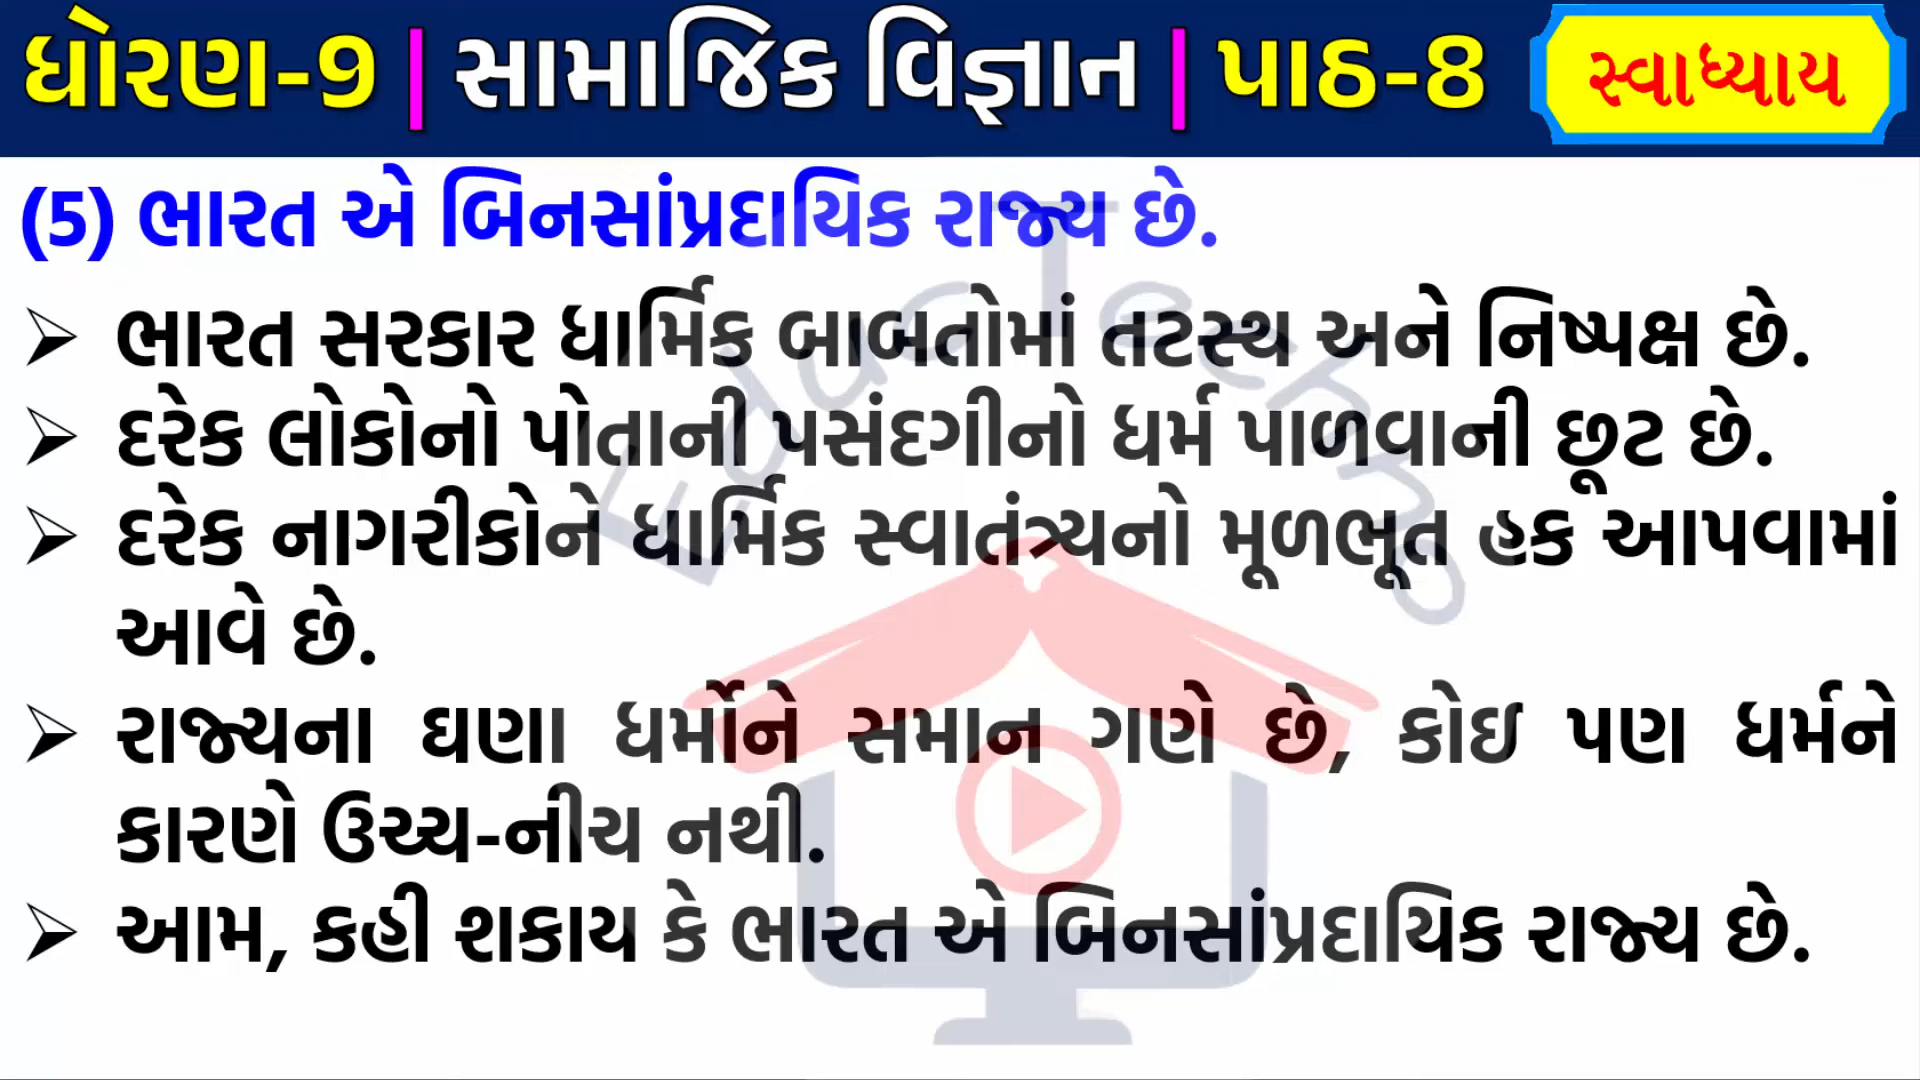 ધોરણ-9 | સામાજિક વિજ્ઞાન | પાઠ-8 સ્વાધ્યાય
(5) ભારત એ બિનસાંપ્રદાયિક રાજ્ય છે.
➢ ભારત સરકાર ધાર્મિક બાબતોમાં તટસ્થ અને નિષ્પક્ષ છે.
➢ દરેક લોકોનો પોતાની પસંદગીનો ધર્મ પાળવાની છૂટ છે.
➢ દરેક નાગરીકોને ધાર્મિક સ્વાતંત્ર્યનો મૂળભૂત હક આપવામાં
આવે છે.
➢ રાજ્યના ઘણા ધર્મોને સમાન ગણે છે, કોઇ પણ ધર્મને
કારણે ઉચ્ચ-નીચ નથી.
➢ આમ, કહી શકાય કે ભારત એ બિનસાંપ્રદાયિક રાજ્ય છે.
EducTechno